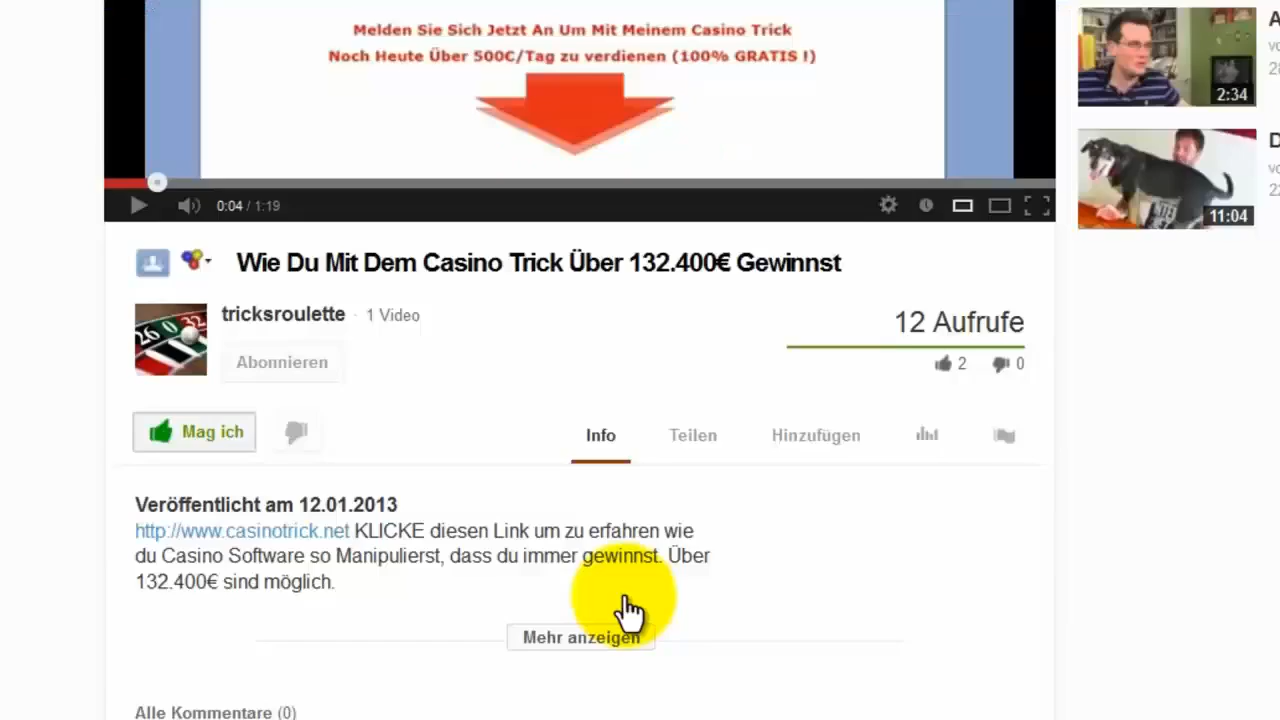 Melden Sie Sich Jetzt An Um Mit Meinem Casino Trick
Noch Heute Über 500€/Tag zu verdienen (100% GRATIS !)
2:34
11:04
0:04 / 1:19
Wie Du Mit Dem Casino Trick Über 132.400€ Gewinnst
tricksroulette · 1 Video
Abonnieren
12 Aufrufe
2 0
Mag ich
Info Teilen Hinzufügen
Veröffentlicht am 12.01.2013
http://www.casinotrick.net KLICKE diesen Link um zu erfahren wie
du Casino Software so Manipulierst, dass du immer gewinnst. Über
132.400€ sind möglich.
Mehr anzeigen
Alle Kommentare (0)